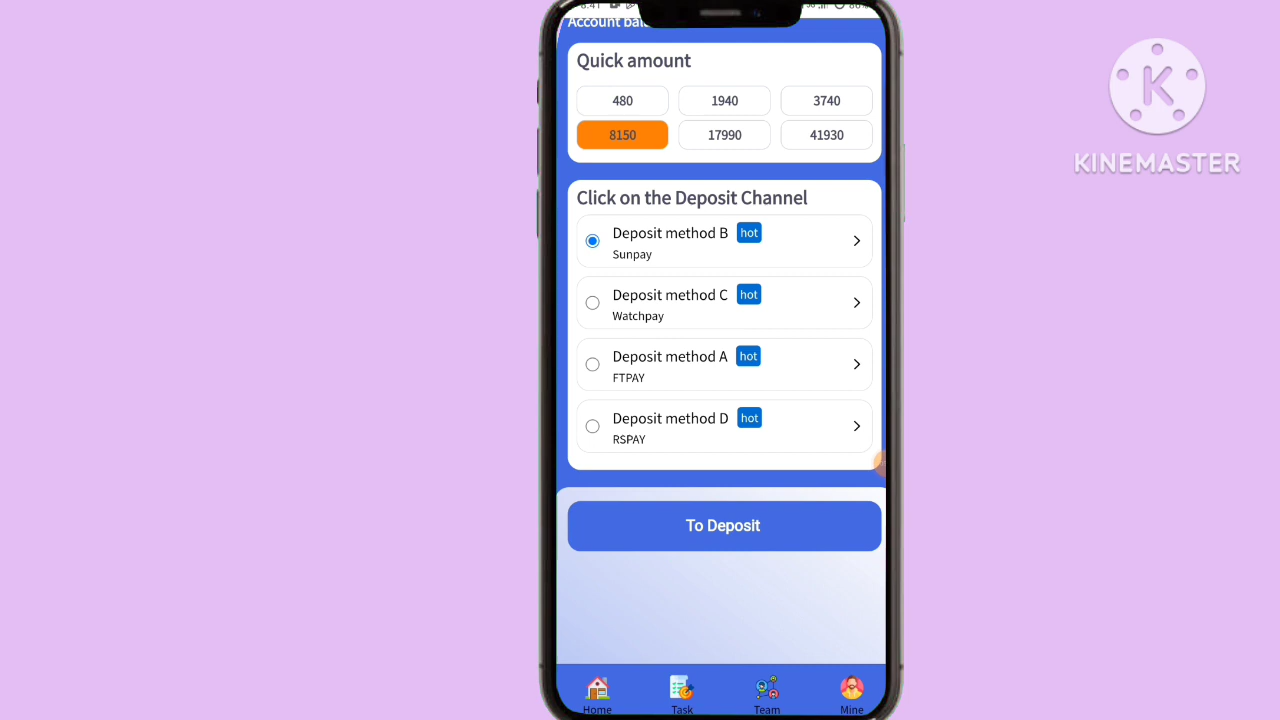 Account
Quick amount
480 1940 3740
8150 17990 41930
Click on the Deposit Channel
Deposit method B hot
Sunpay
Deposit method C hot
Watchpay
Deposit method A hot
FTPAY
Deposit method D hot
RSPAY
To Deposit
Home Task Team Mine
K
KINEMASTER